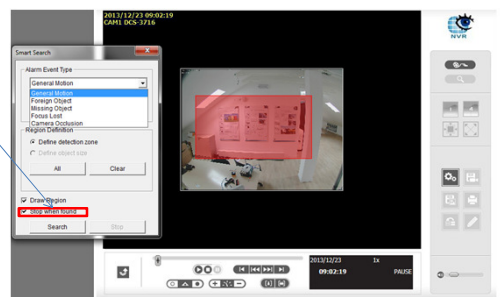 2013/12/23 09:02:19
CAM1 DCS-3716
NVR
Smart Search
Alarm Event Type
General Motion
General Motion
Foreign Object
Missing Object
Focus Lost
Camera Occlusion
Region Definition
Define detection zone
Define object size
All
Clear
Draw Region
Stop when found
Search
Stop
2013/12/23
1x
09:02:19
PAUSE